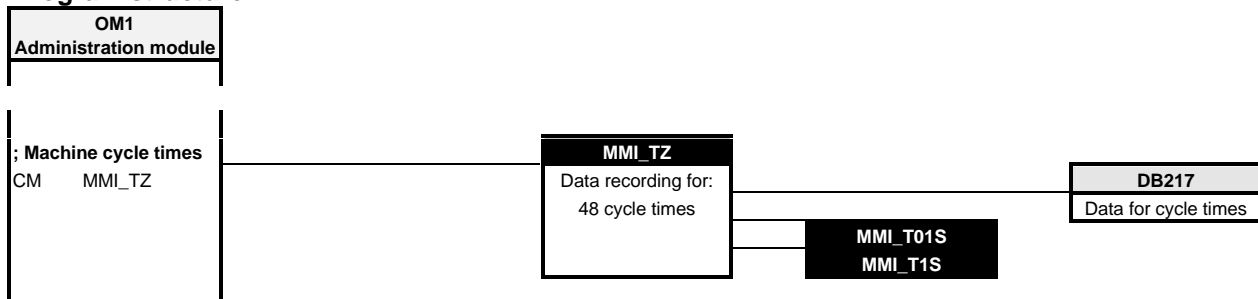 OM1
Administration module
; Machine cycle times
CM MMI_TZ
MMI_TZ
Data recording for:
48 cycle times
DB217
Data for cycle times
MMI_T01S
MMI_T1S